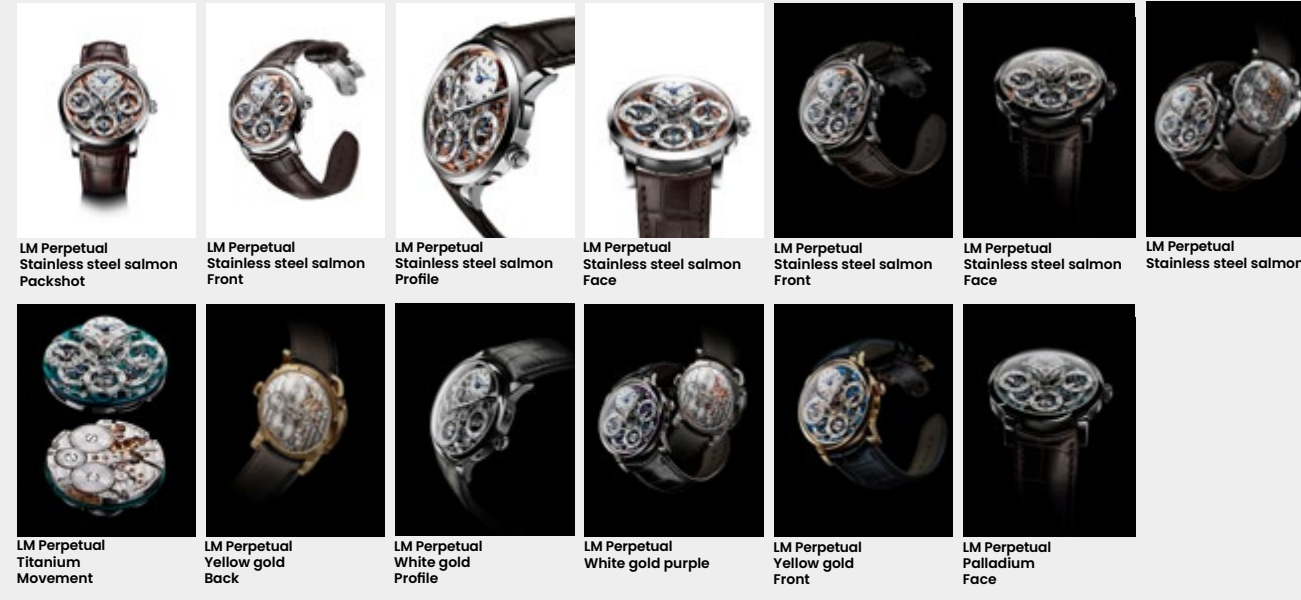 LM Perpetual
Stainless steel salmon
Packshot
LM Perpetual
Stainless steel salmon
Front
LM Perpetual
Stainless steel salmon
Profile
LM Perpetual
Stainless steel salmon
Face
LM Perpetual
Stainless steel salmon
Front
LM Perpetual
Stainless steel salmon
Face
LM Perpetual
Stainless steel salmon
LM Perpetual
Titanium
Movement
LM Perpetual
Yellow gold
Back
LM Perpetual
White gold
Profile
LM Perpetual
White gold purple
LM Perpetual
Yellow gold
Front
LM Perpetual
Palladium
Face